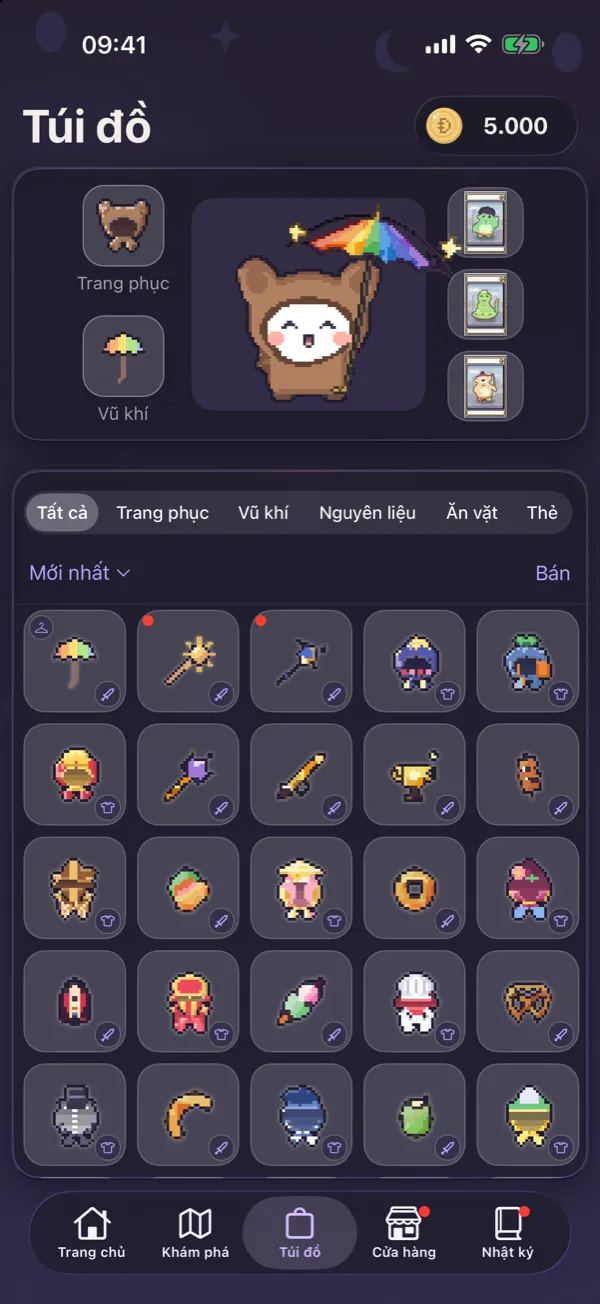 09:41
Túi đồ
5.000
Trang phục
Vũ khí
Tất cả Trang phục Vũ khí Nguyên liệu Ăn vặt Thẻ
Mới nhất Bán
Trang chủ Khám phá Túi đồ Cửa hàng Nhật ký